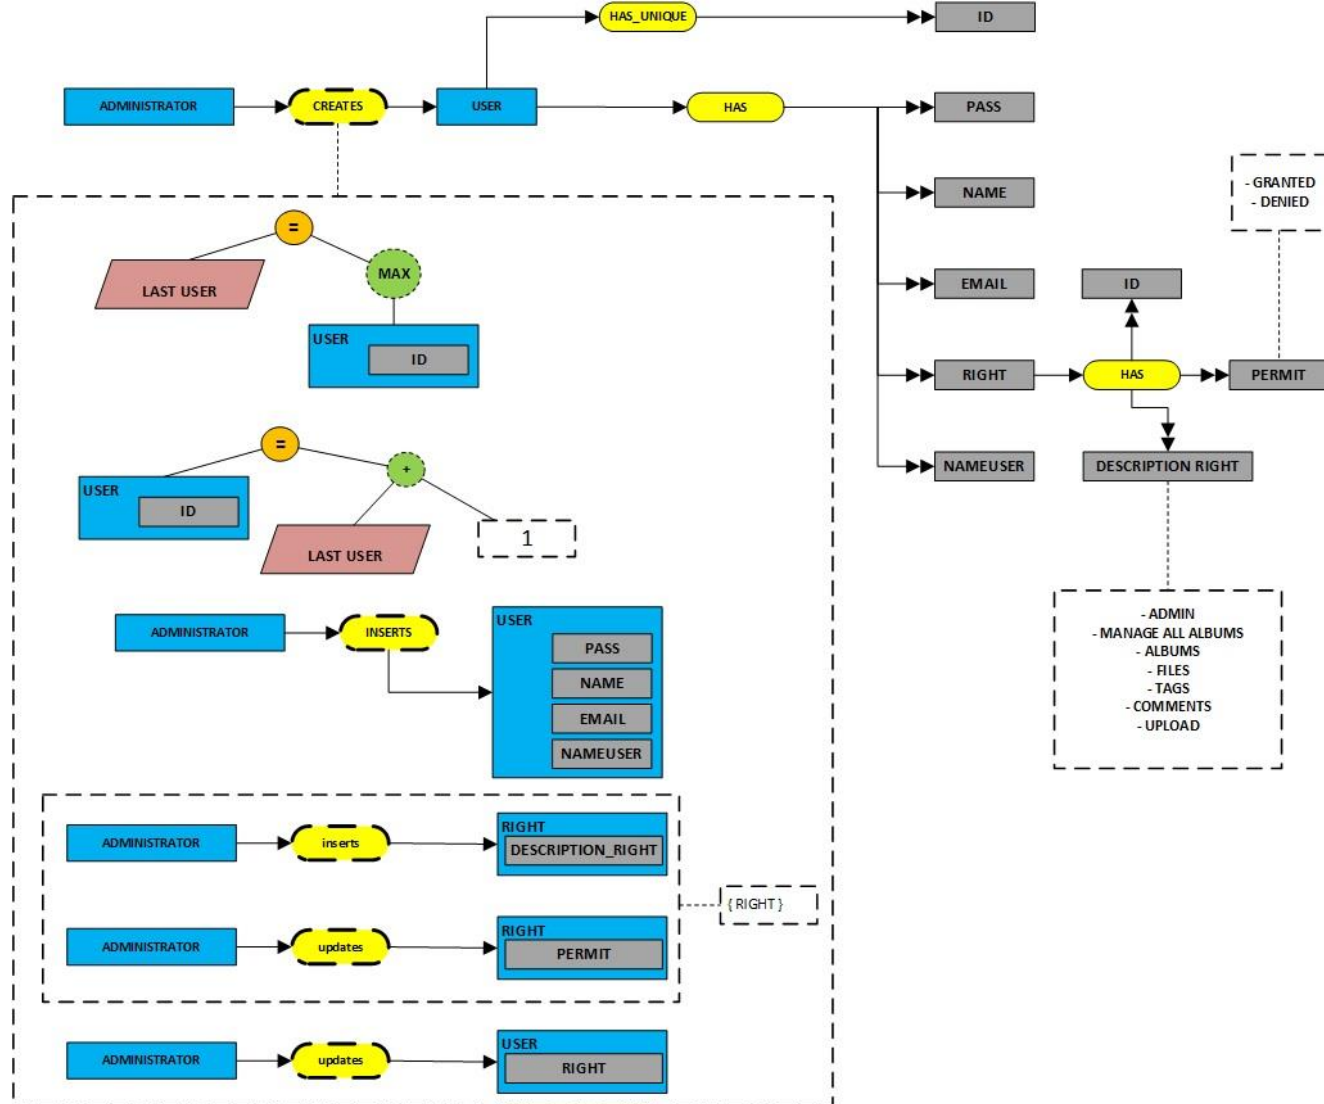 HAS_UNIQUE
ID
ADMINISTRATOR
CREATES
USER
HAS
PASS
NAME
- GRANTED
- DENIED
EMAIL
ID
RIGHT
HAS
PERMIT
NAMEUSER
DESCRIPTION RIGHT
- ADMIN
- MANAGE ALL ALBUMS
- ALBUMS
- FILES
- TAGS
- COMMENTS
- UPLOAD
=
LAST USER
MAX
USER
ID
=
USER
ID
+
LAST USER
1
ADMINISTRATOR
INSERTS
USER
PASS
NAME
EMAIL
NAMEUSER
ADMINISTRATOR
inserts
RIGHT
DESCRIPTION_RIGHT
{ RIGHT }
ADMINISTRATOR
updates
RIGHT
PERMIT
ADMINISTRATOR
updates
USER
RIGHT